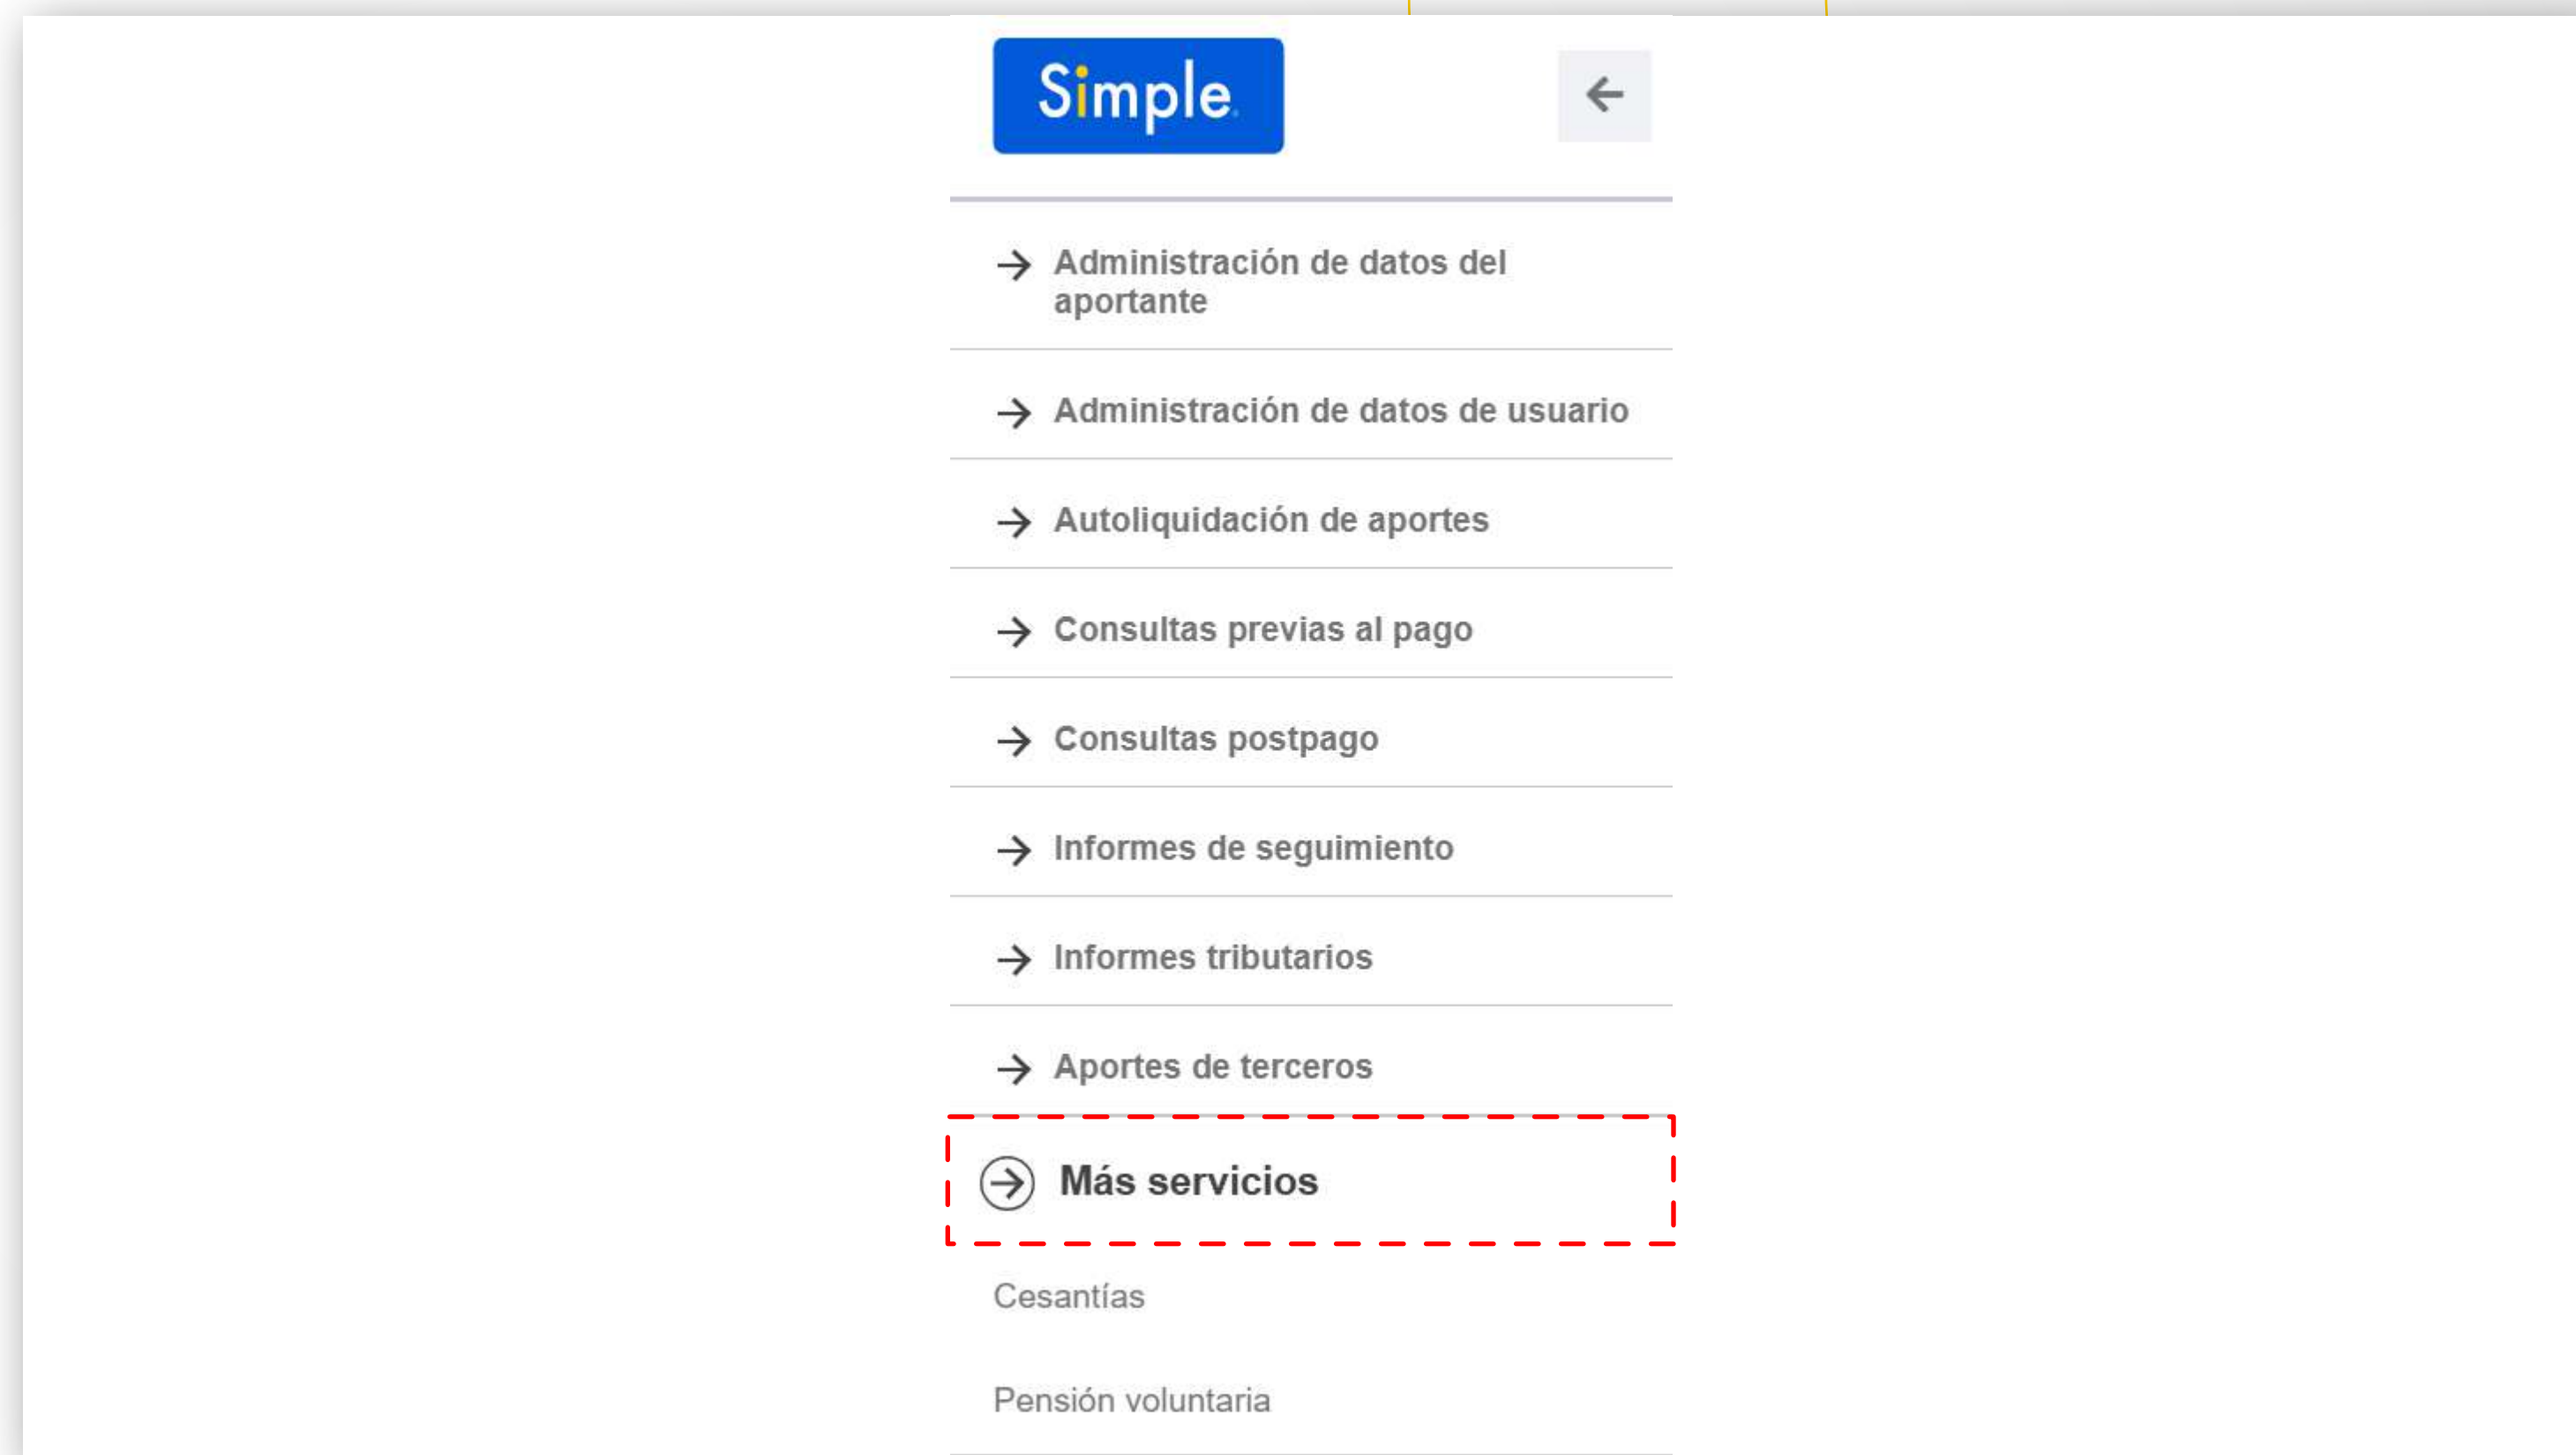 Simple
Administración de datos del
aportante
Administración de datos de usuario
Autoliquidación de aportes
Consultas previas al pago
Consultas postpago
Informes de seguimiento
Informes tributarios
Aportes de terceros
Más servicios
Cesantías
Pensión voluntaria